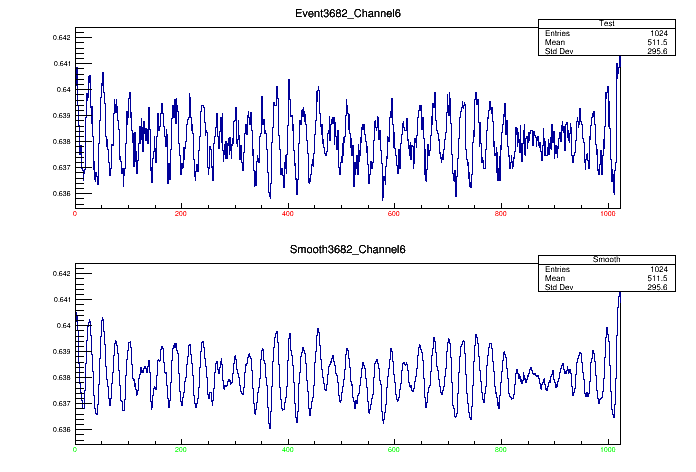 Event3682_Channel6
Test
Entries 1024
Mean 511.5
Std Dev 295.6
0.642
0.641
0.64
0.639
0.638
0.637
0.636
0 200 400 600 800 1000
Smooth3682_Channel6
Smooth
Entries 1024
Mean 511.5
Std Dev 295.6
0.642
0.641
0.64
0.639
0.638
0.637
0.636
0 200 400 600 800 1000